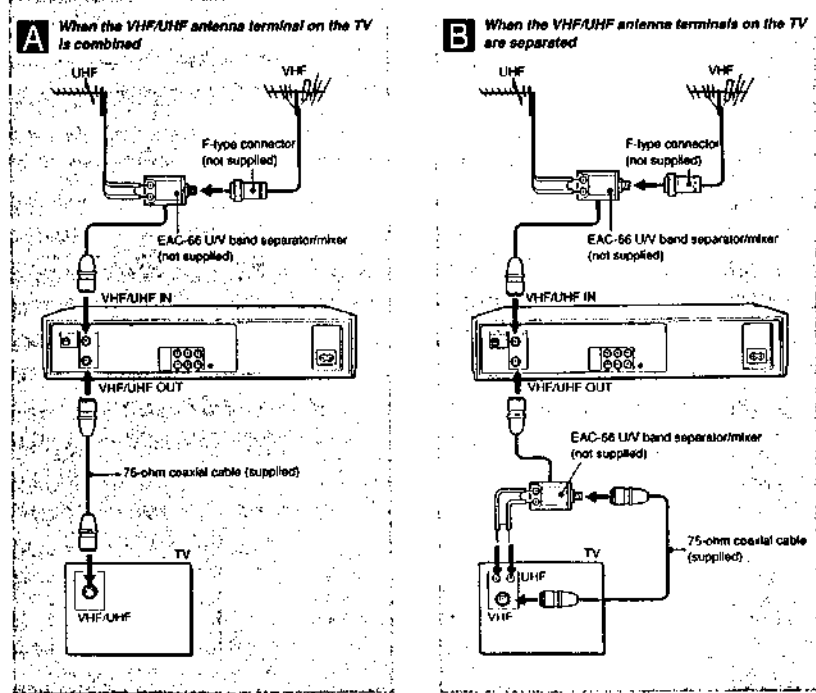 A When the VHF/UHF antenna terminal on the TV
is combined
UHF
VHF
F-type connector
(not supplied)
EAC-66 U/V band separator/mixer
(not supplied)
VHF/UHF IN
VHF/UHF OUT
75-ohm coaxial cable (supplied)
TV
VHF/UHF
B When the VHF/UHF antenna terminals on the TV
are separated
UHF
VHF
F-type connector
(not supplied)
EAC-66 U/V band separator/mixer
(not supplied)
VHF/UHF IN
VHF/UHF OUT
EAC-66 U/V band separator/mixer
(not supplied)
75-ohm coaxial cable
(supplied)
TV
UHF
VHF